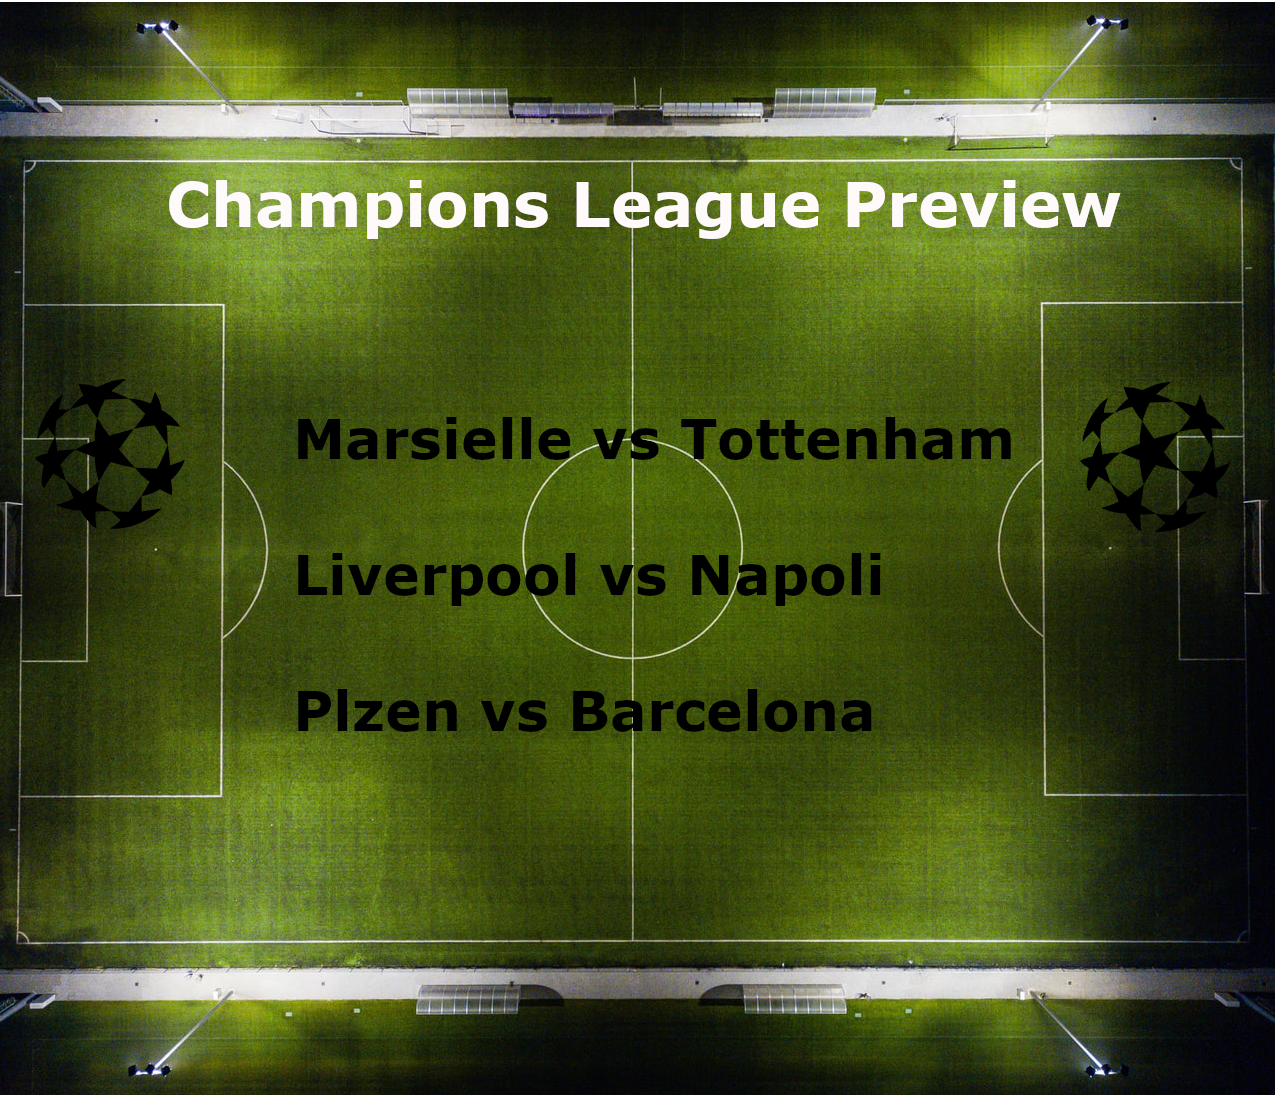 Champions League Preview
Marsielle vs Tottenham
Liverpool vs Napoli
Plzen vs Barcelona